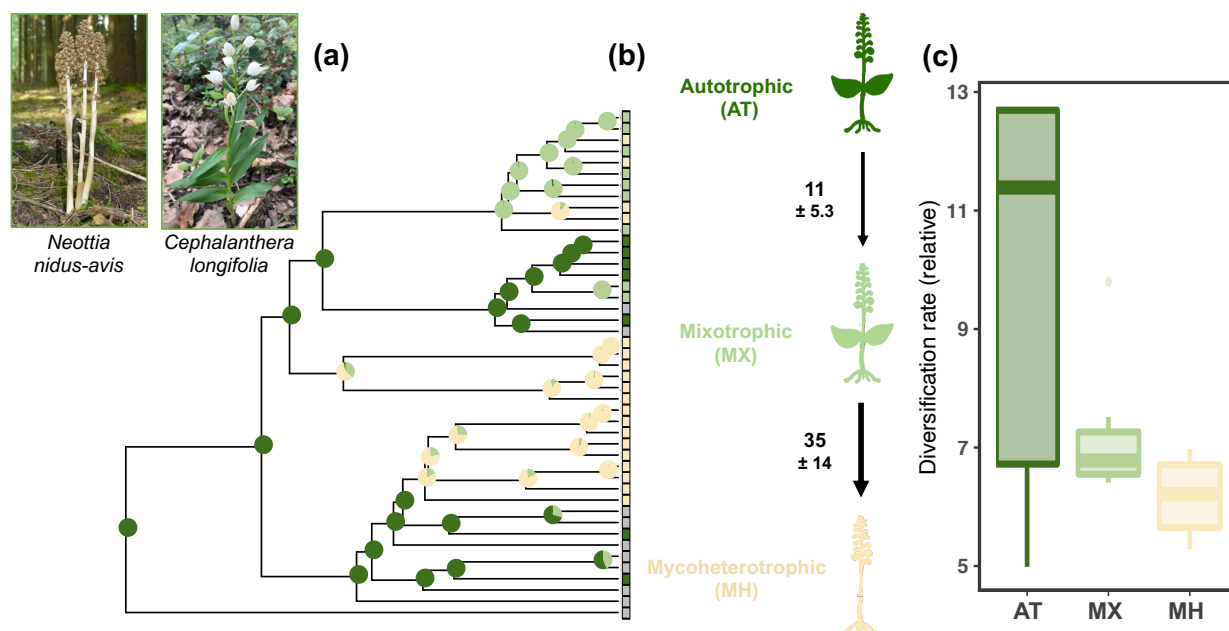 (a)
Neottia
nidus-avis
Cephalanthera
longifolia
(b)
Autotrophic
(AT)
11
± 5.3
Mixotrophic
(MX)
35
± 14
Mycoheterotrophic
(MH)
(c)
Diversification rate (relative)
13
11
9
7
5
AT
MX
MH